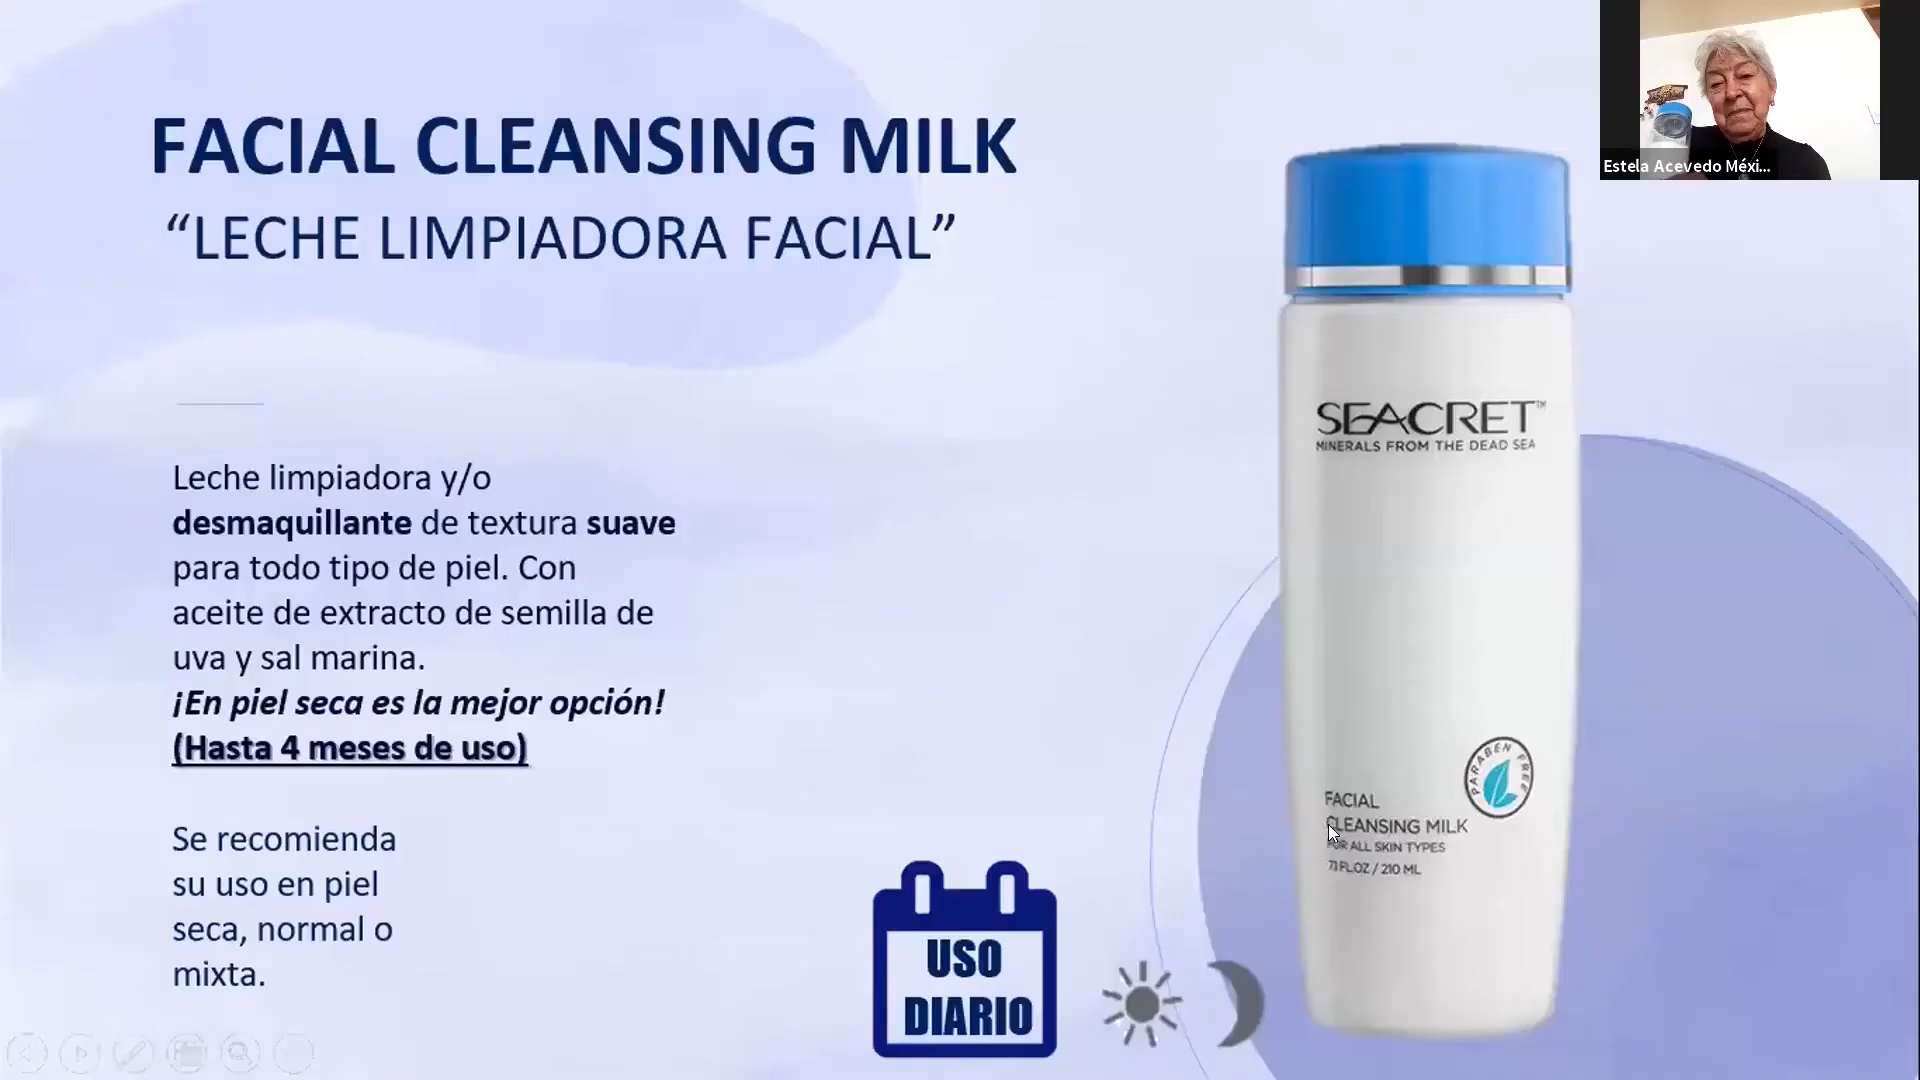 FACIAL CLEANSING MILK
“LECHE LIMPIADORA FACIAL”
Leche limpiadora y/o
desmaquillante de textura suave
para todo tipo de piel. Con
aceite de extracto de semilla de
uva y sal marina.
¡En piel seca es la mejor opción!
(Hasta 4 meses de uso)
Se recomienda
su uso en piel
seca, normal o
mixta.
USO
DIARIO
SEACRET™
MINERALS FROM THE DEAD SEA
PARABEN FREE
FACIAL
CLEANSING MILK
FOR ALL SKIN TYPES
7.1 FL.OZ / 210 ML
Estela Acevedo Méxi...